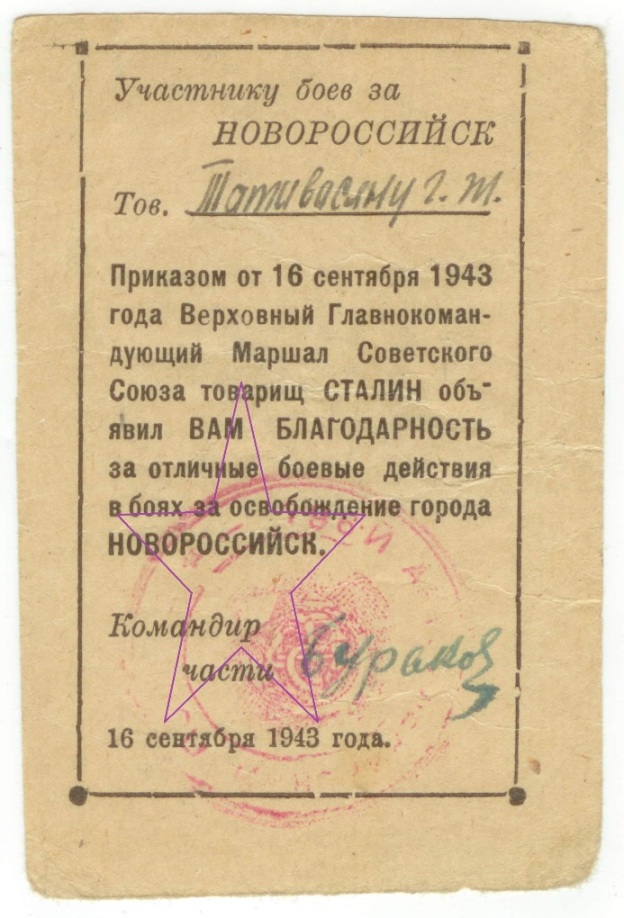 Участнику боев за
НОВОРОССИЙСК
Тов. Тативасяну Г. Т.
Приказом от 16 сентября 1943
года Верховный Главнокоман-
дующий Маршал Советского
Союза товарищ СТАЛИН объ-
явил ВАМ БЛАГОДАРНОСТЬ
за отличные боевые действия
в боях за освобождение города
НОВОРОССИЙСК.
Командир
части Бураков
16 сентября 1943 года.